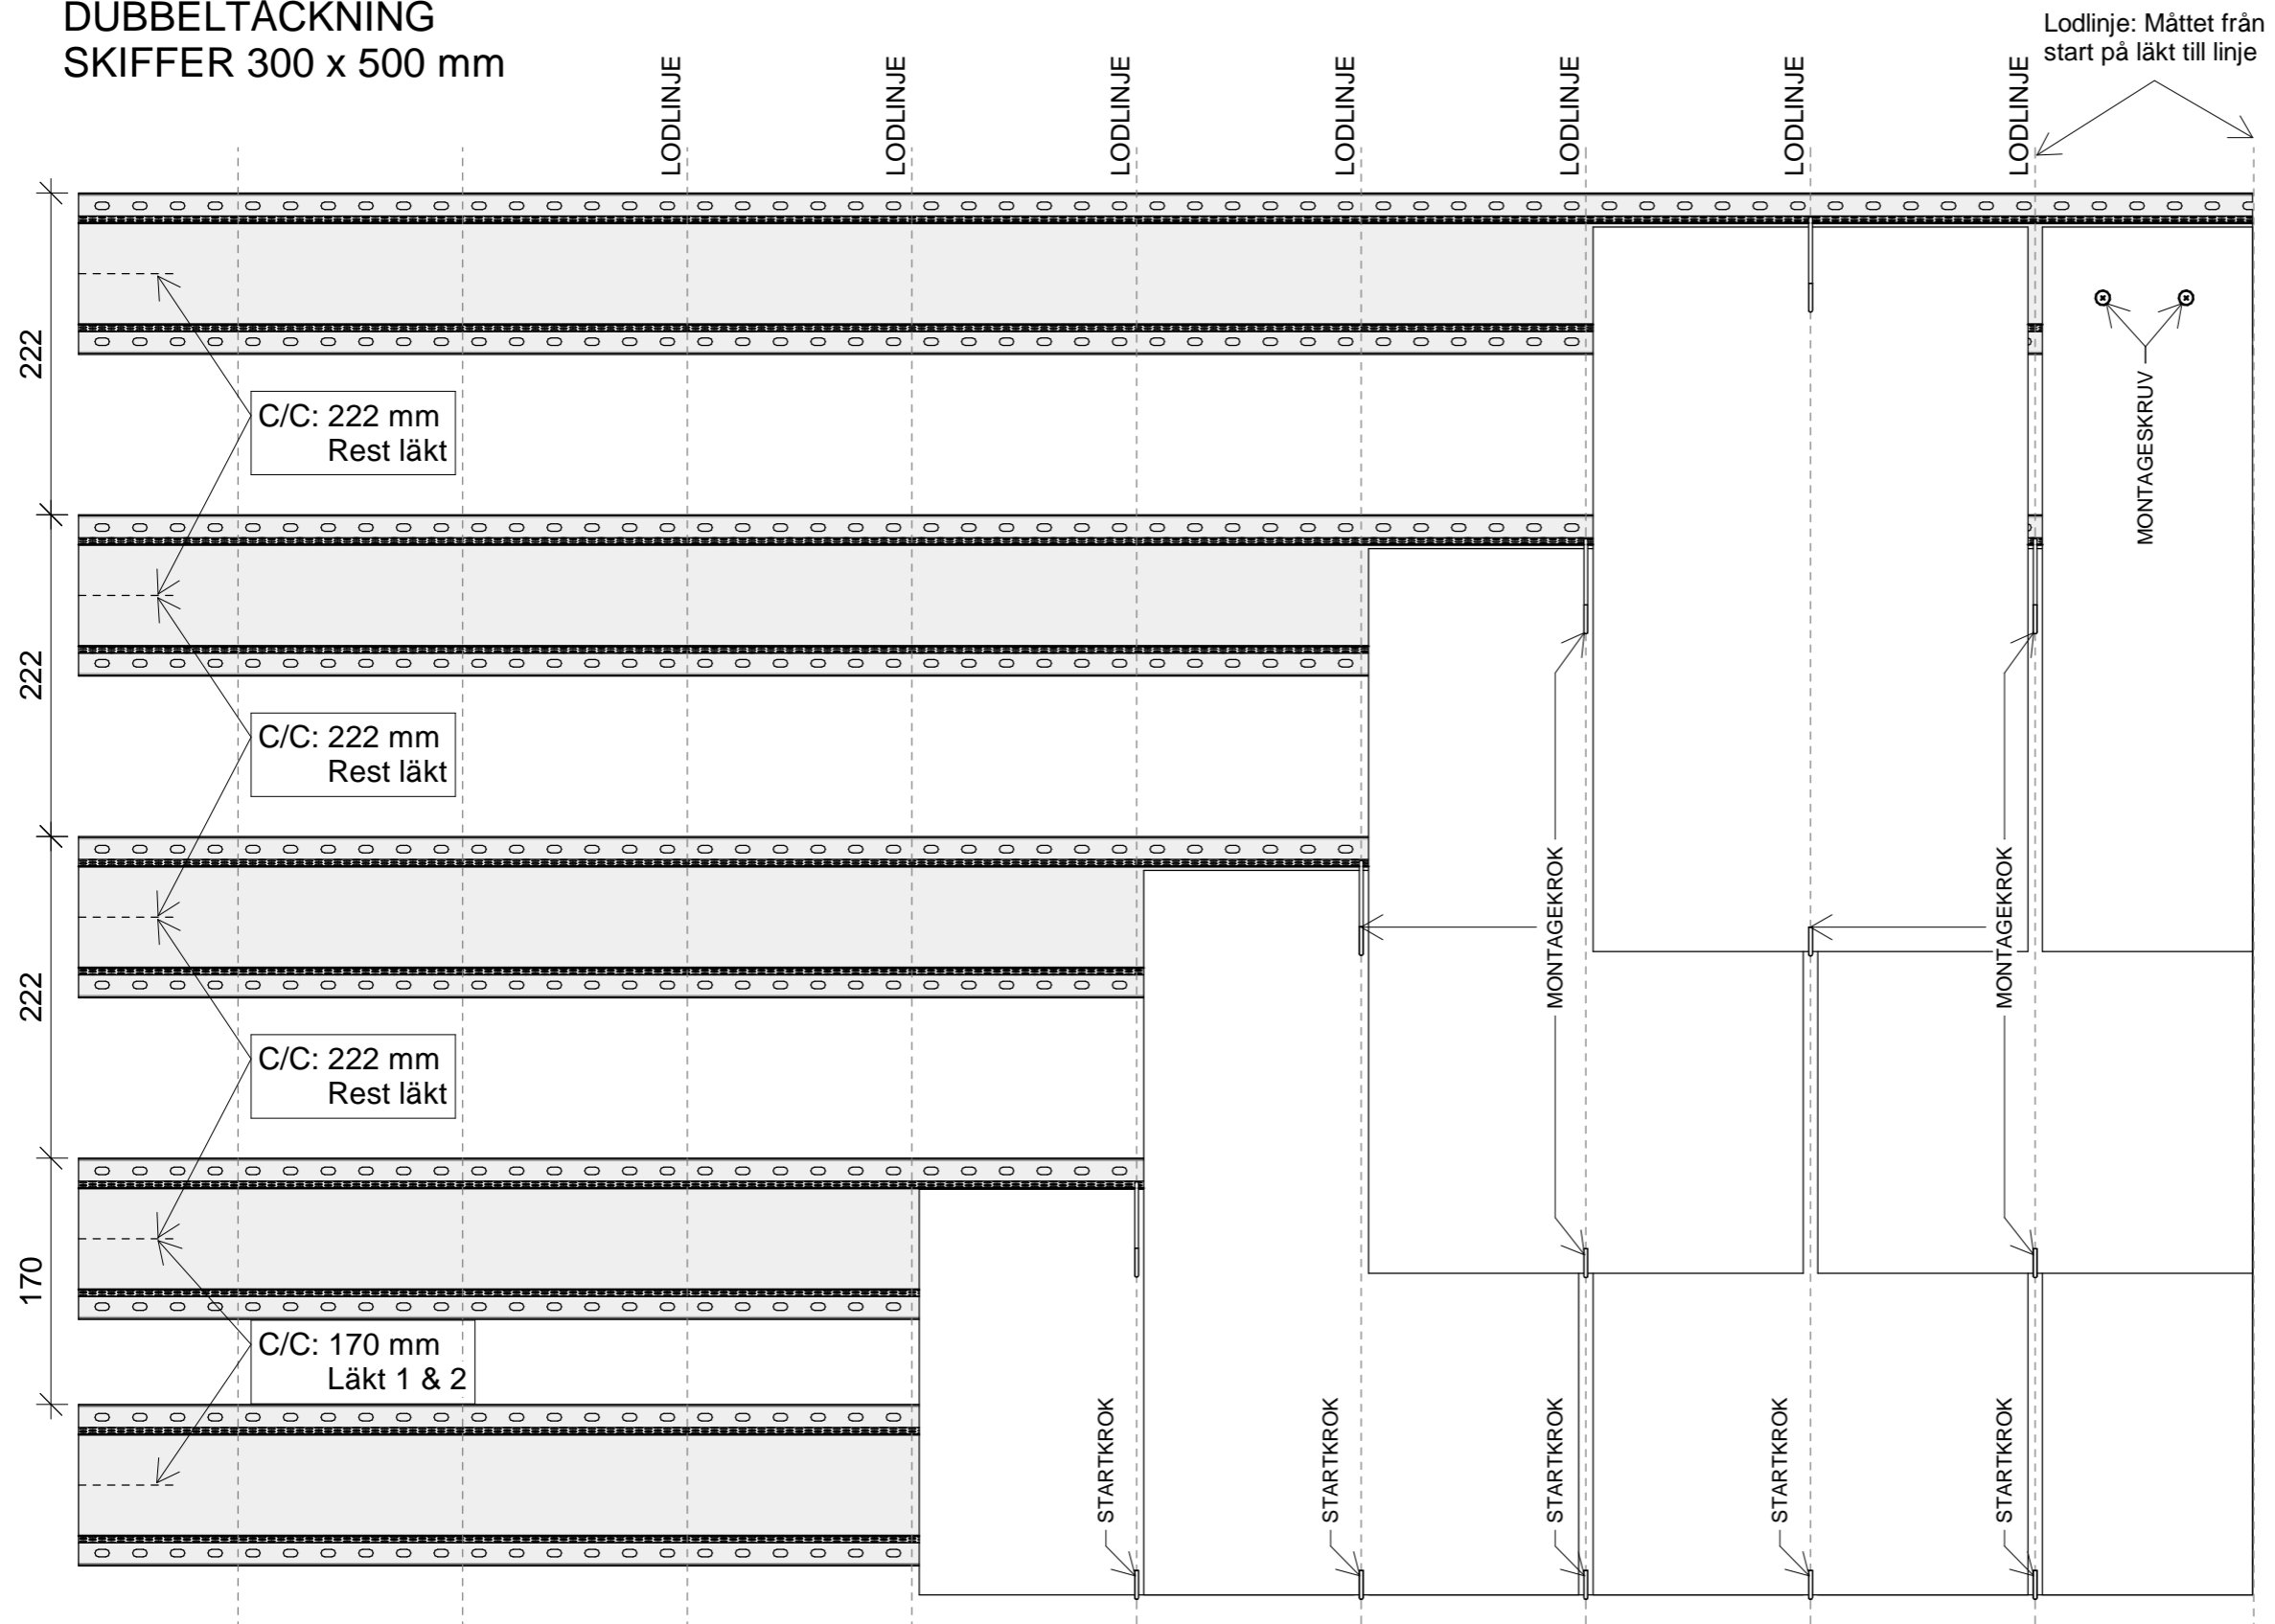 DUBBELTÄCKNING
SKIFFER 300 x 500 mm
Lodlinje: Måttet från
start på läkt till linje
LODLINJE
LODLINJE
LODLINJE
LODLINJE
LODLINJE
LODLINJE
LODLINJE
222
C/C: 222 mm
Rest läkt
MONTAGESKRUV
222
C/C: 222 mm
Rest läkt
MONTAGEKROK
MONTAGEKROK
222
C/C: 222 mm
Rest läkt
170
C/C: 170 mm
Läkt 1 & 2
STARTKROK
STARTKROK
STARTKROK
STARTKROK
STARTKROK